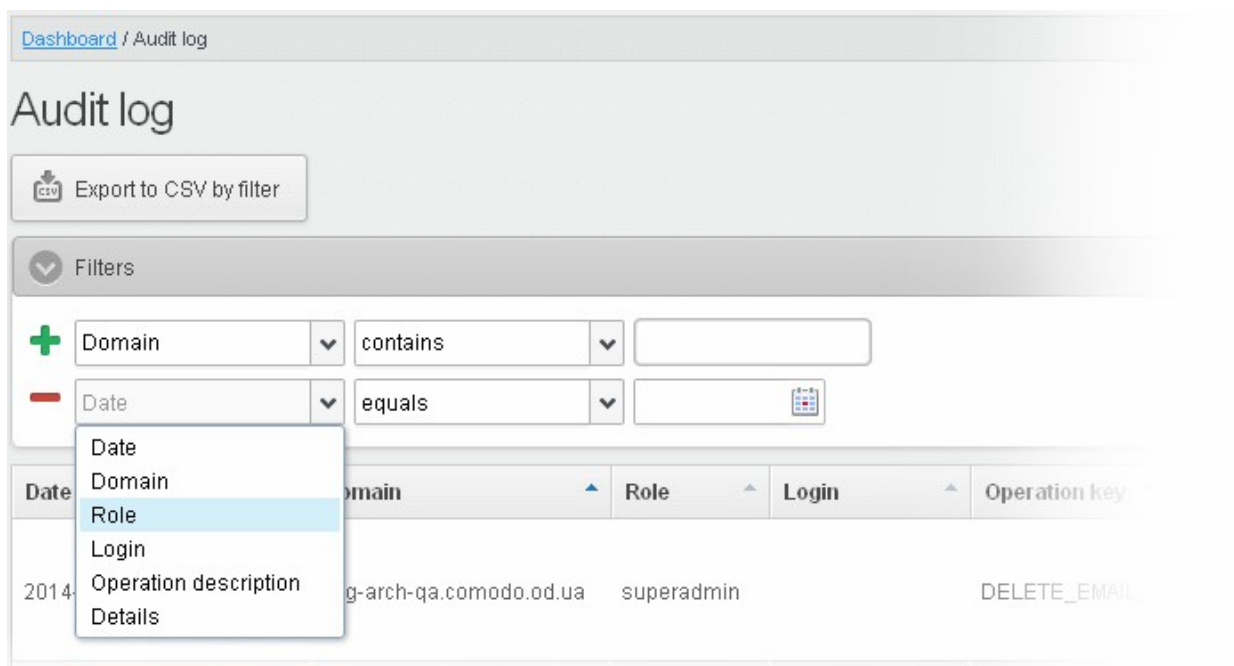 Dashboard / Audit log
Audit log
CSV Export to CSV by filter
Filters
Domain contains
Date equals
Date
Domain
Role
Login
Operation description
Details
Date omain Role Login Operation key
2014- g-arch-qa.comodo.od.ua superadmin DELETE_EMAIL